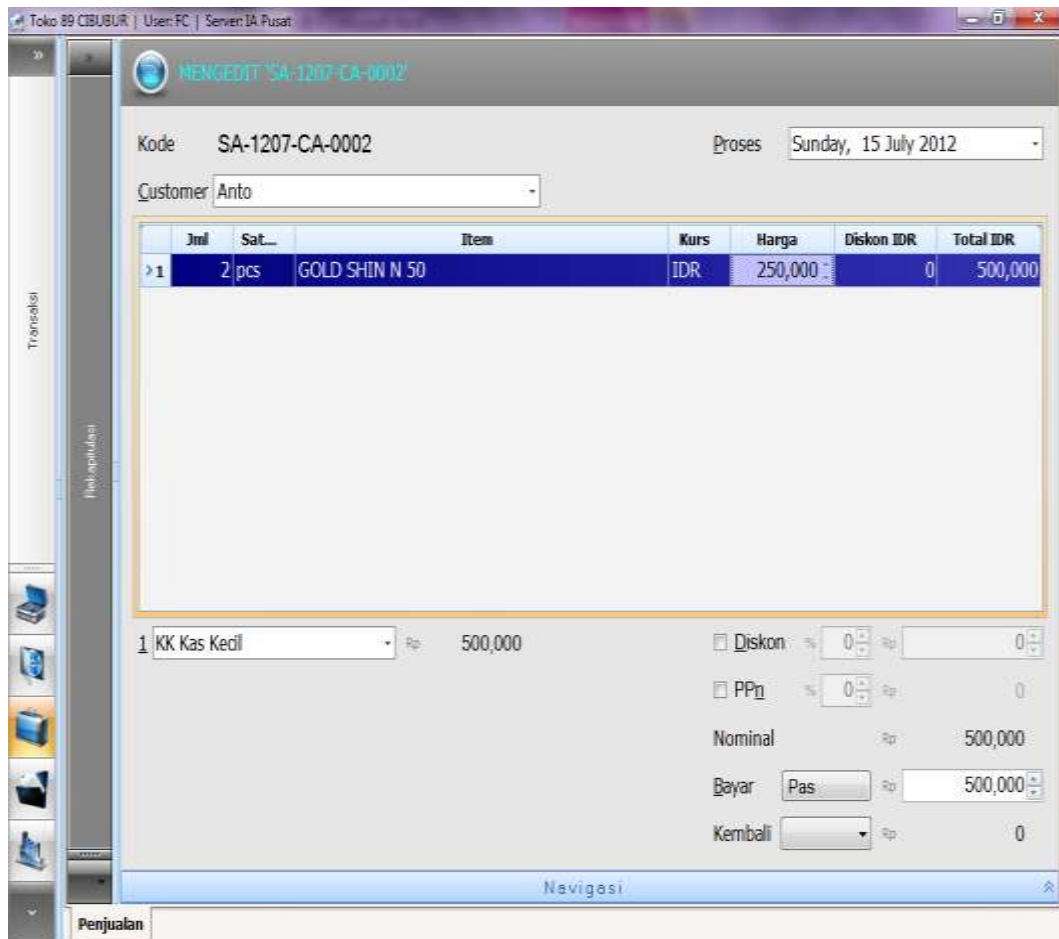 Toko 89 CIBUBUR | User: FC | Server: IA Pusat
MENGEDIT 'SA-1207-CA-0002'
Kode SA-1207-CA-0002 Proses Sunday, 15 July 2012
Customer Anto
Jml Sat... Item Kurs Harga Diskon IDR Total IDR
1 2 pcs GOLD SHIN N 50 IDR 250,000 0 500,000
Transaksi
Rekapitulasi
1 KK Kas Kecil Rp 500,000 Diskon % 0 Rp 0
PPn % 0 Rp 0
Nominal Rp 500,000
Bayar Pas Rp 500,000
Kembali Rp 0
Navigasi
Penjualan